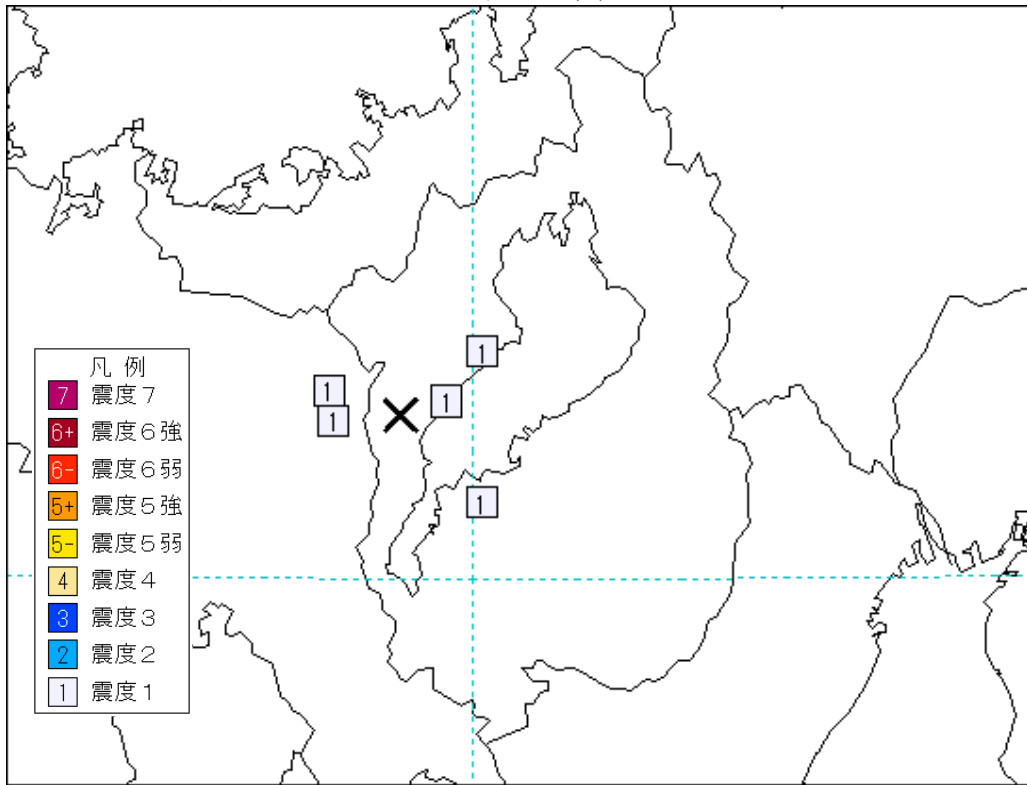 1
1
1
1
1
凡 例
7 震度７
6+ 震度６強
6- 震度６弱
5+ 震度５強
5- 震度５弱
4 震度４
3 震度３
2 震度２
1 震度１